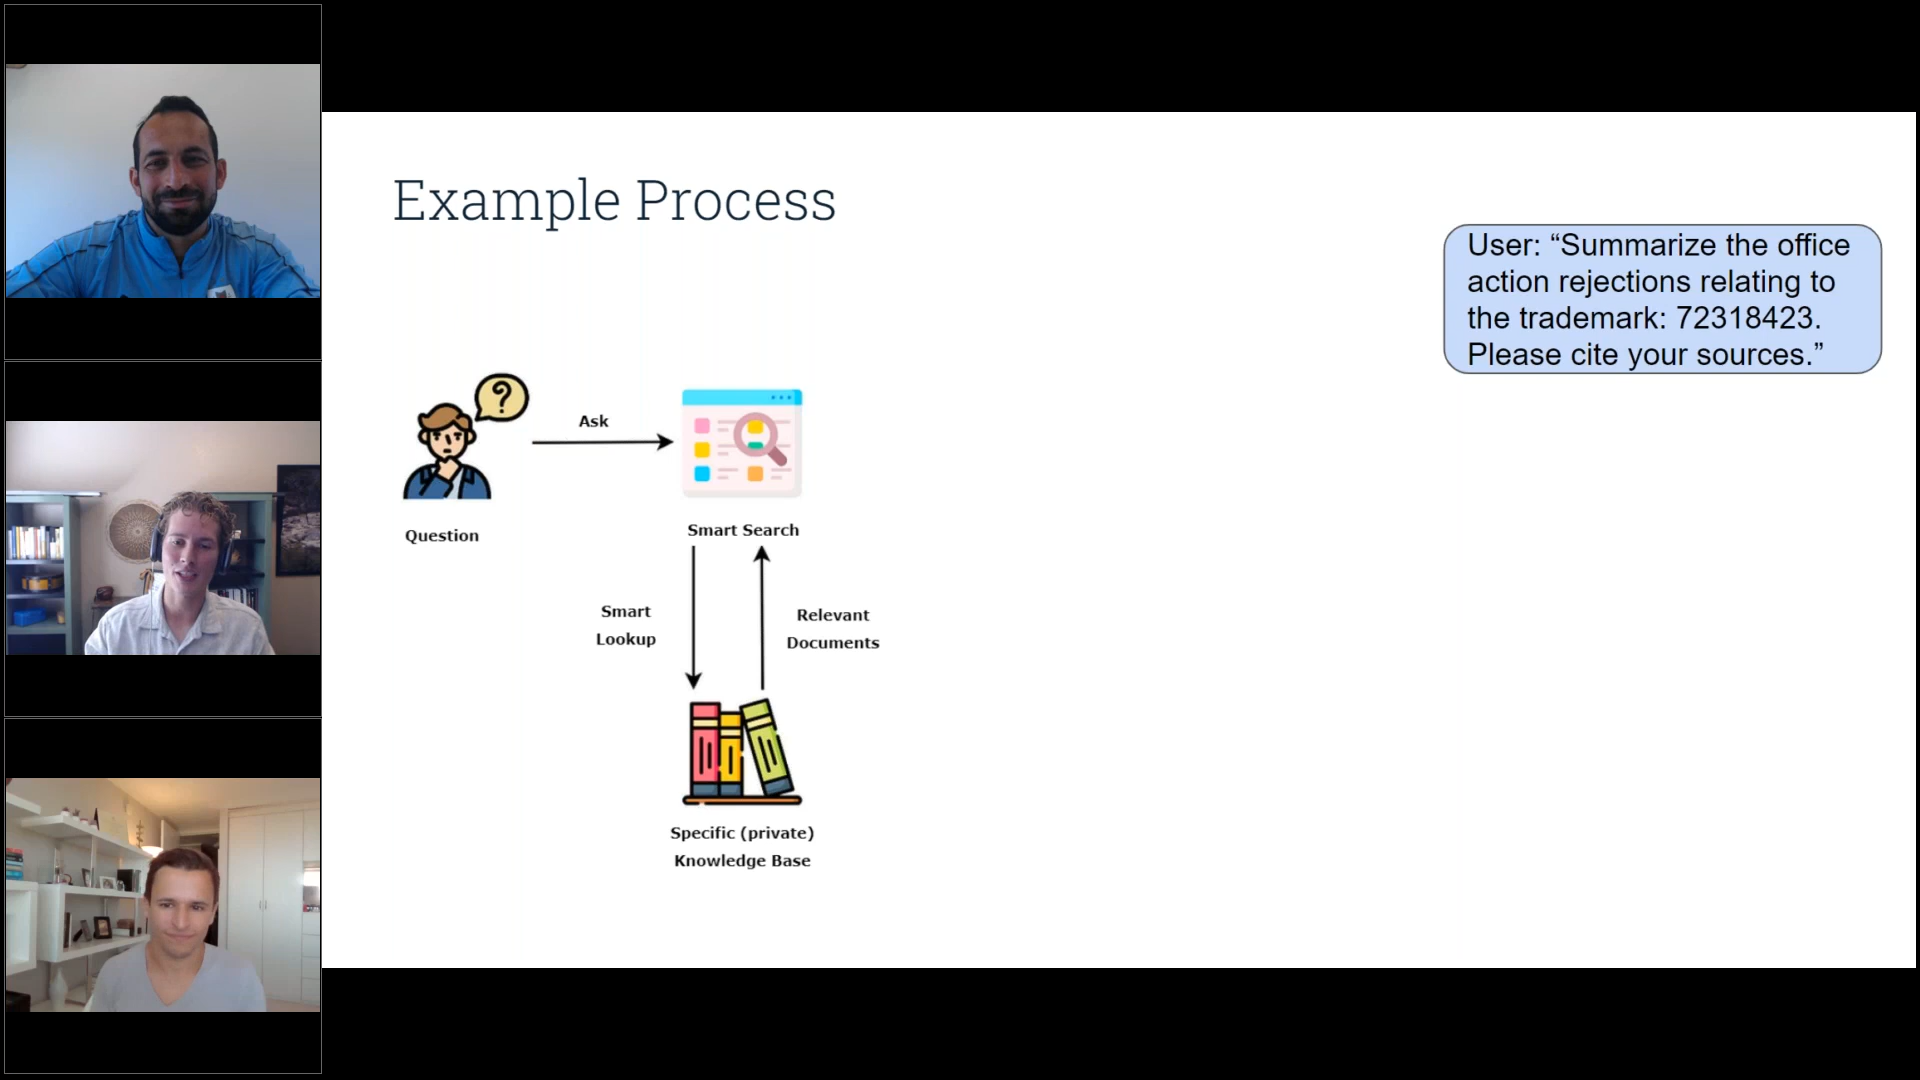 Example Process
User: “Summarize the office
action rejections relating to
the trademark: 72318423.
Please cite your sources.”
?
Ask
Question
Smart Search
Smart
Lookup
Relevant
Documents
Specific (private)
Knowledge Base